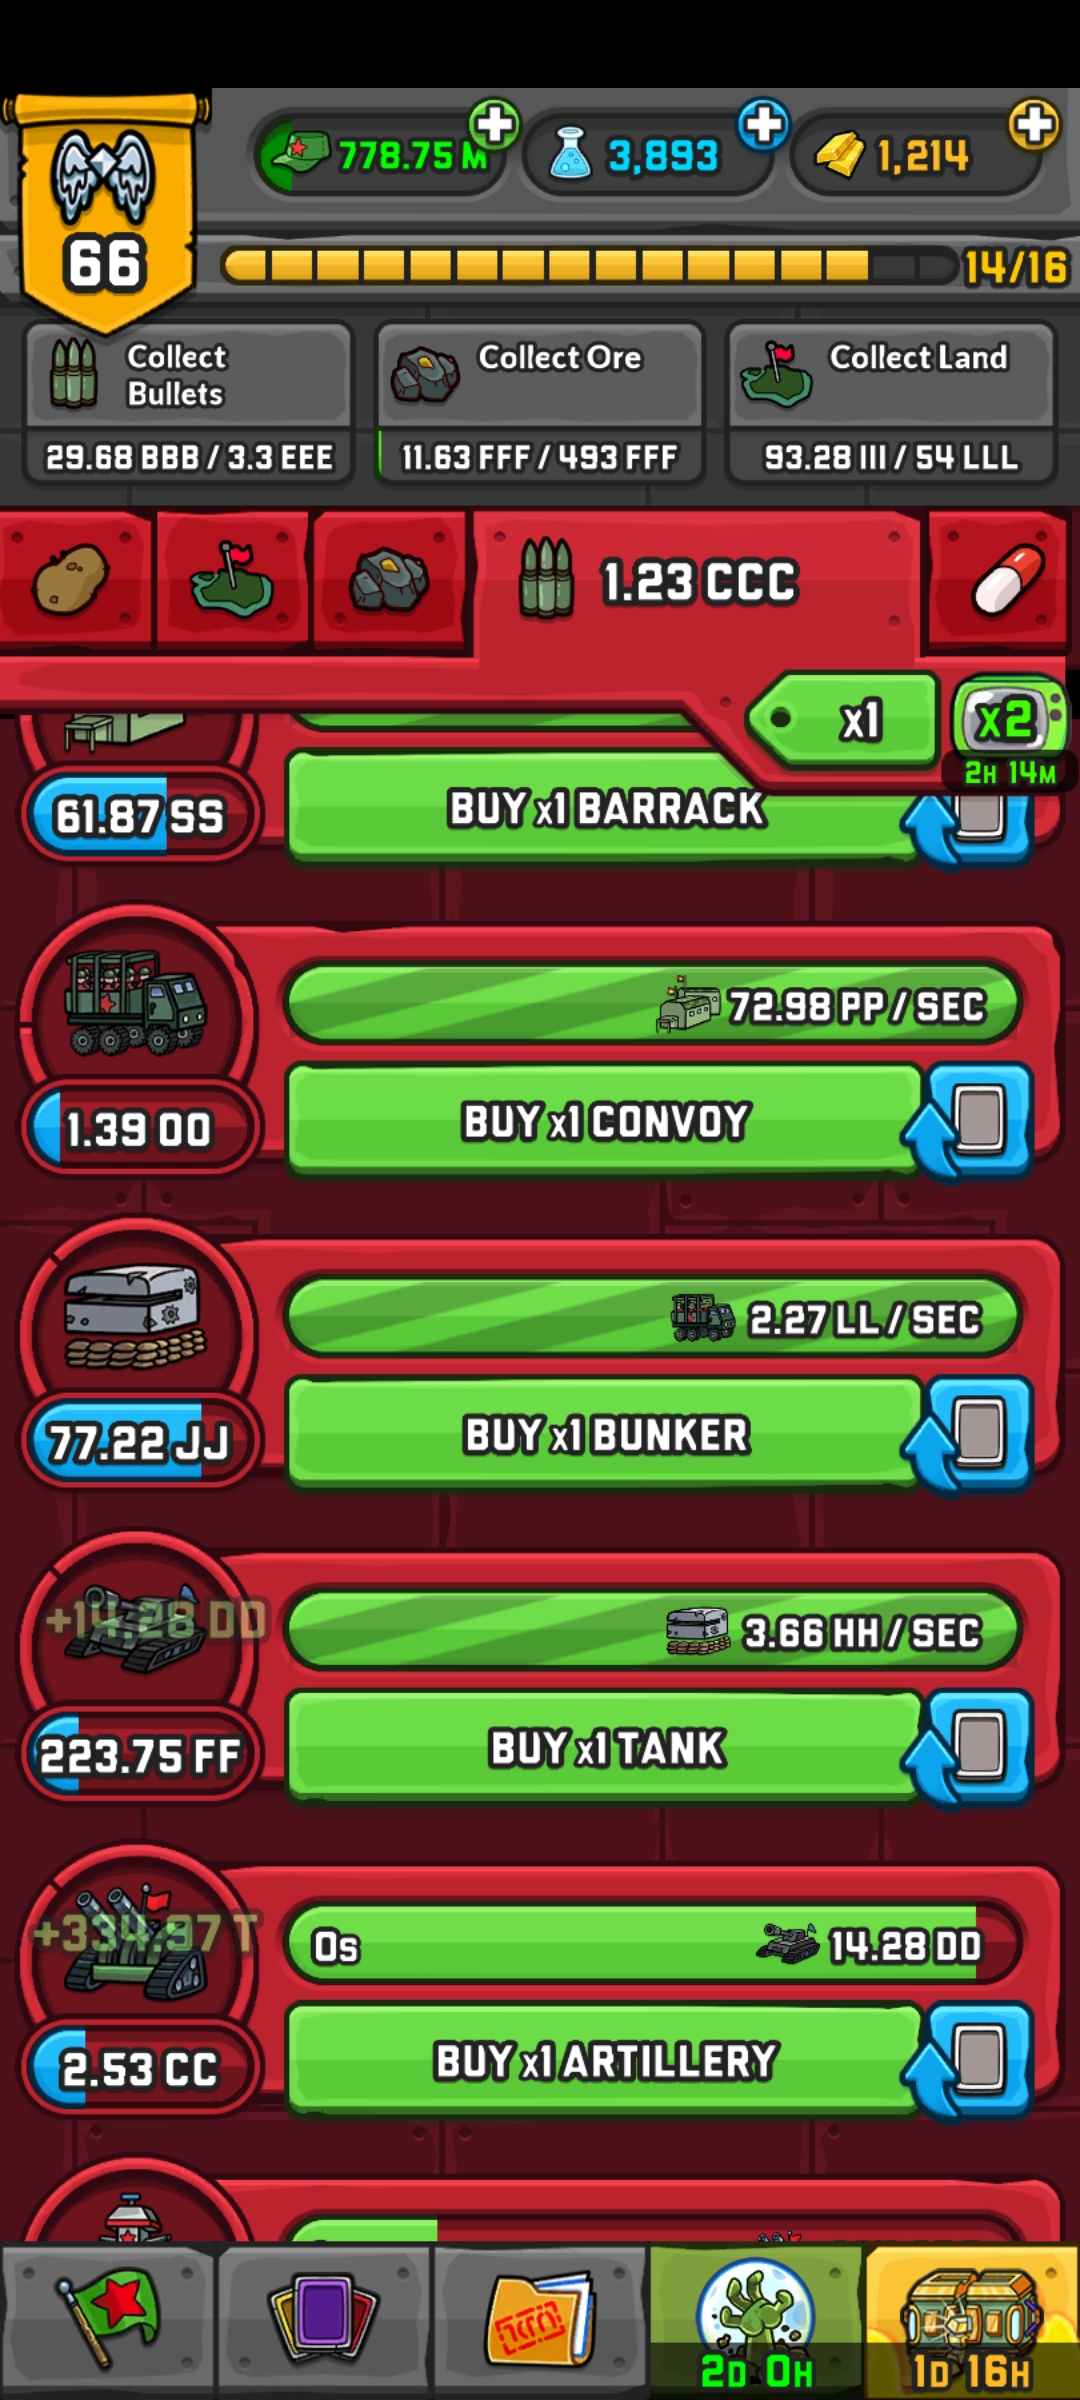 778.75 M
3,893
1,214
66
14/16
Collect
Bullets
Collect Ore
Collect Land
29.68 BBB / 3.3 EEE
11.63 FFF / 493 FFF
93.28 III / 54 LLL
1.23 CCC
x1
x2
2H 14M
61.87 SS
BUY x1 BARRACK
72.98 PP / SEC
1.39 OO
BUY x1 CONVOY
2.27 LL / SEC
77.22 JJ
BUY x1 BUNKER
+14.28 DD
3.66 HH / SEC
223.75 FF
BUY x1 TANK
+334.97 T
0s
14.28 DD
2.53 CC
BUY x1 ARTILLERY
2D 0H
1D 16H